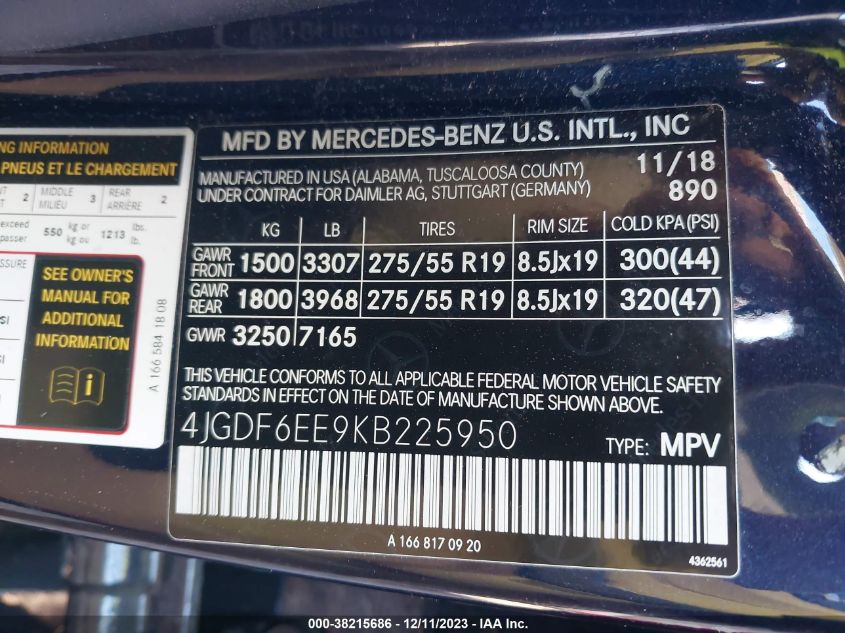 NG INFORMATION
PNEUS ET LE CHARGEMENT
2 MIDDLE MILIEU 3 REAR ARRIÈRE 2
exceed
passer 550 kg or kg ou 1213 lbs. lb.
SSURE
SEE OWNER'S
MANUAL FOR
ADDITIONAL
INFORMATION
A 166 584 18 08
MFD BY MERCEDES-BENZ U.S. INTL., INC
MANUFACTURED IN USA (ALABAMA, TUSCALOOSA COUNTY) 11/18
UNDER CONTRACT FOR DAIMLER AG, STUTTGART (GERMANY) 890
KG LB TIRES RIM SIZE COLD KPA(PSI)
GAWR FRONT 1500 3307 275/55 R19 8.5Jx19 300(44)
GAWR REAR 1800 3968 275/55 R19 8.5Jx19 320(47)
GVWR 3250 7165
THIS VEHICLE CONFORMS TO ALL APPLICABLE FEDERAL MOTOR VEHICLE SAFETY
STANDARDS IN EFFECT ON THE DATE OF MANUFACTURE SHOWN ABOVE.
4JGDF6EE9KB225950 TYPE: MPV
A 166 817 09 20
4362561
000-38215686 - 12/11/2023 - IAA Inc.